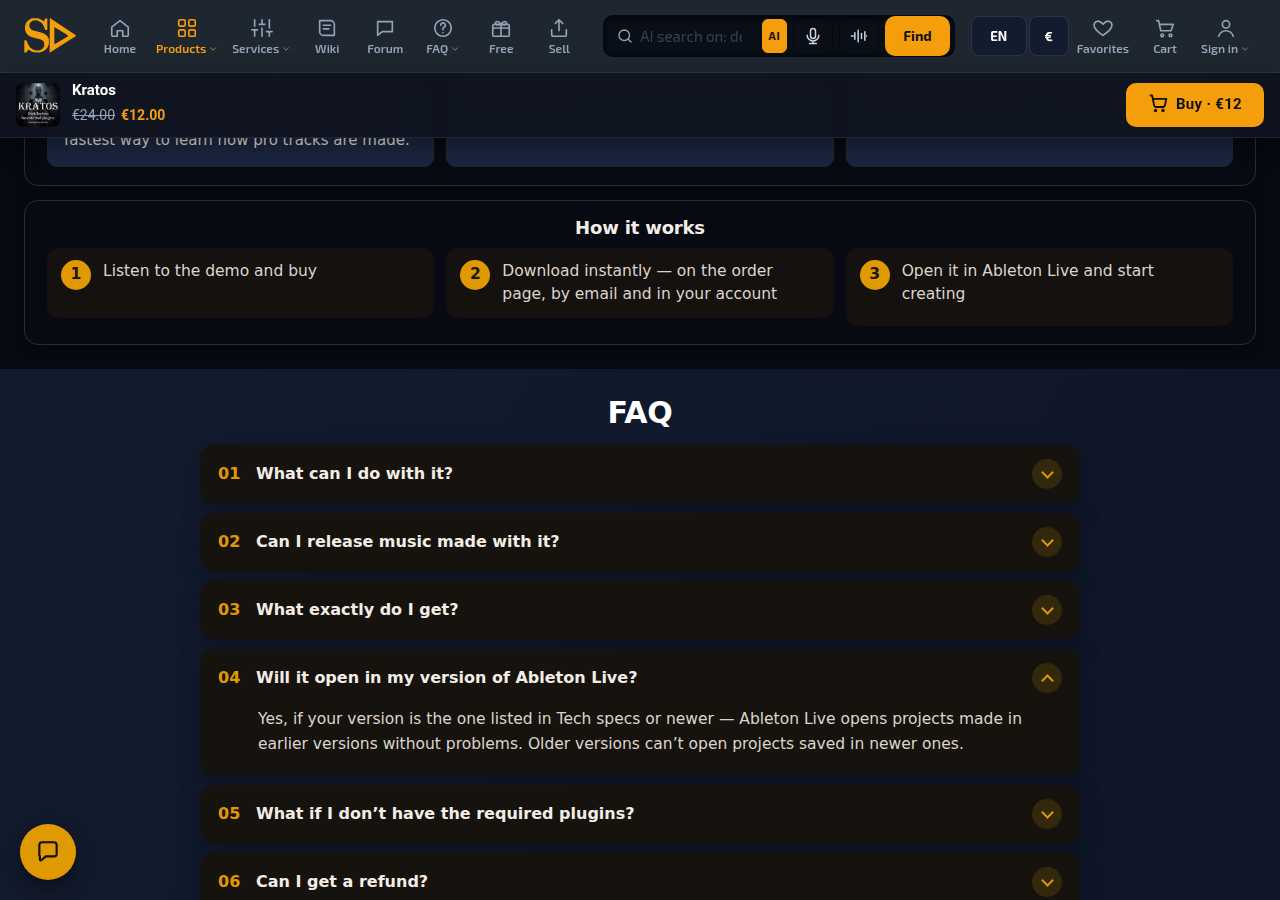 Home
Products
Services
Wiki
Forum
FAQ
Free
Sell
AI search on:
AI
Find
EN
€
Favorites
Cart
Sign in
KRATOS
Kratos
€24.00 €12.00
Buy · €12
fastest way to learn how pro tracks are made.
How it works
1 Listen to the demo and buy
2 Download instantly — on the order
page, by email and in your account
3 Open it in Ableton Live and start
creating
FAQ
01 What can I do with it?
02 Can I release music made with it?
03 What exactly do I get?
04 Will it open in my version of Ableton Live?
Yes, if your version is the one listed in Tech specs or newer — Ableton Live opens projects made in
earlier versions without problems. Older versions can’t open projects saved in newer ones.
05 What if I don’t have the required plugins?
06 Can I get a refund?